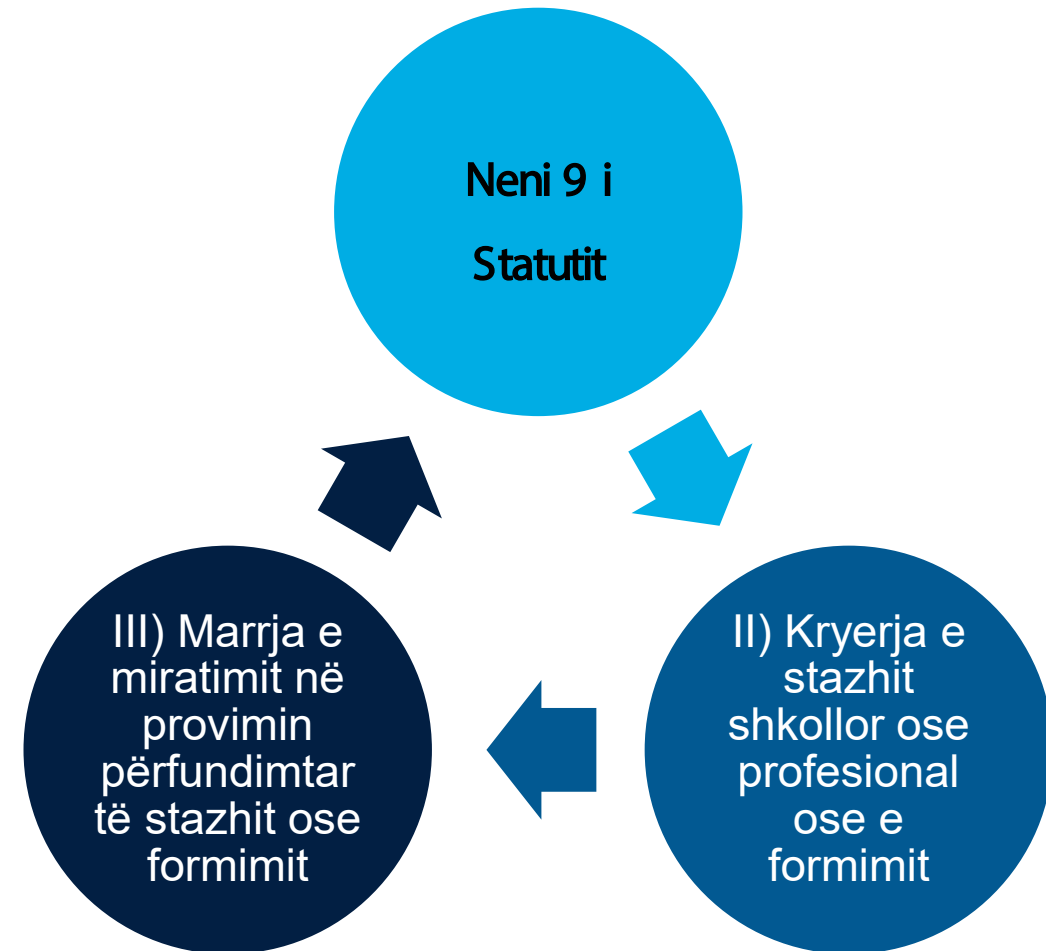 Neni 9 i
Statutit
II) Kryerja e
stazhit
shkollor ose
profesional
ose e
formimit
III) Marrja e
miratimit në
provimin
përfundimtar
të stazhit ose
formimit